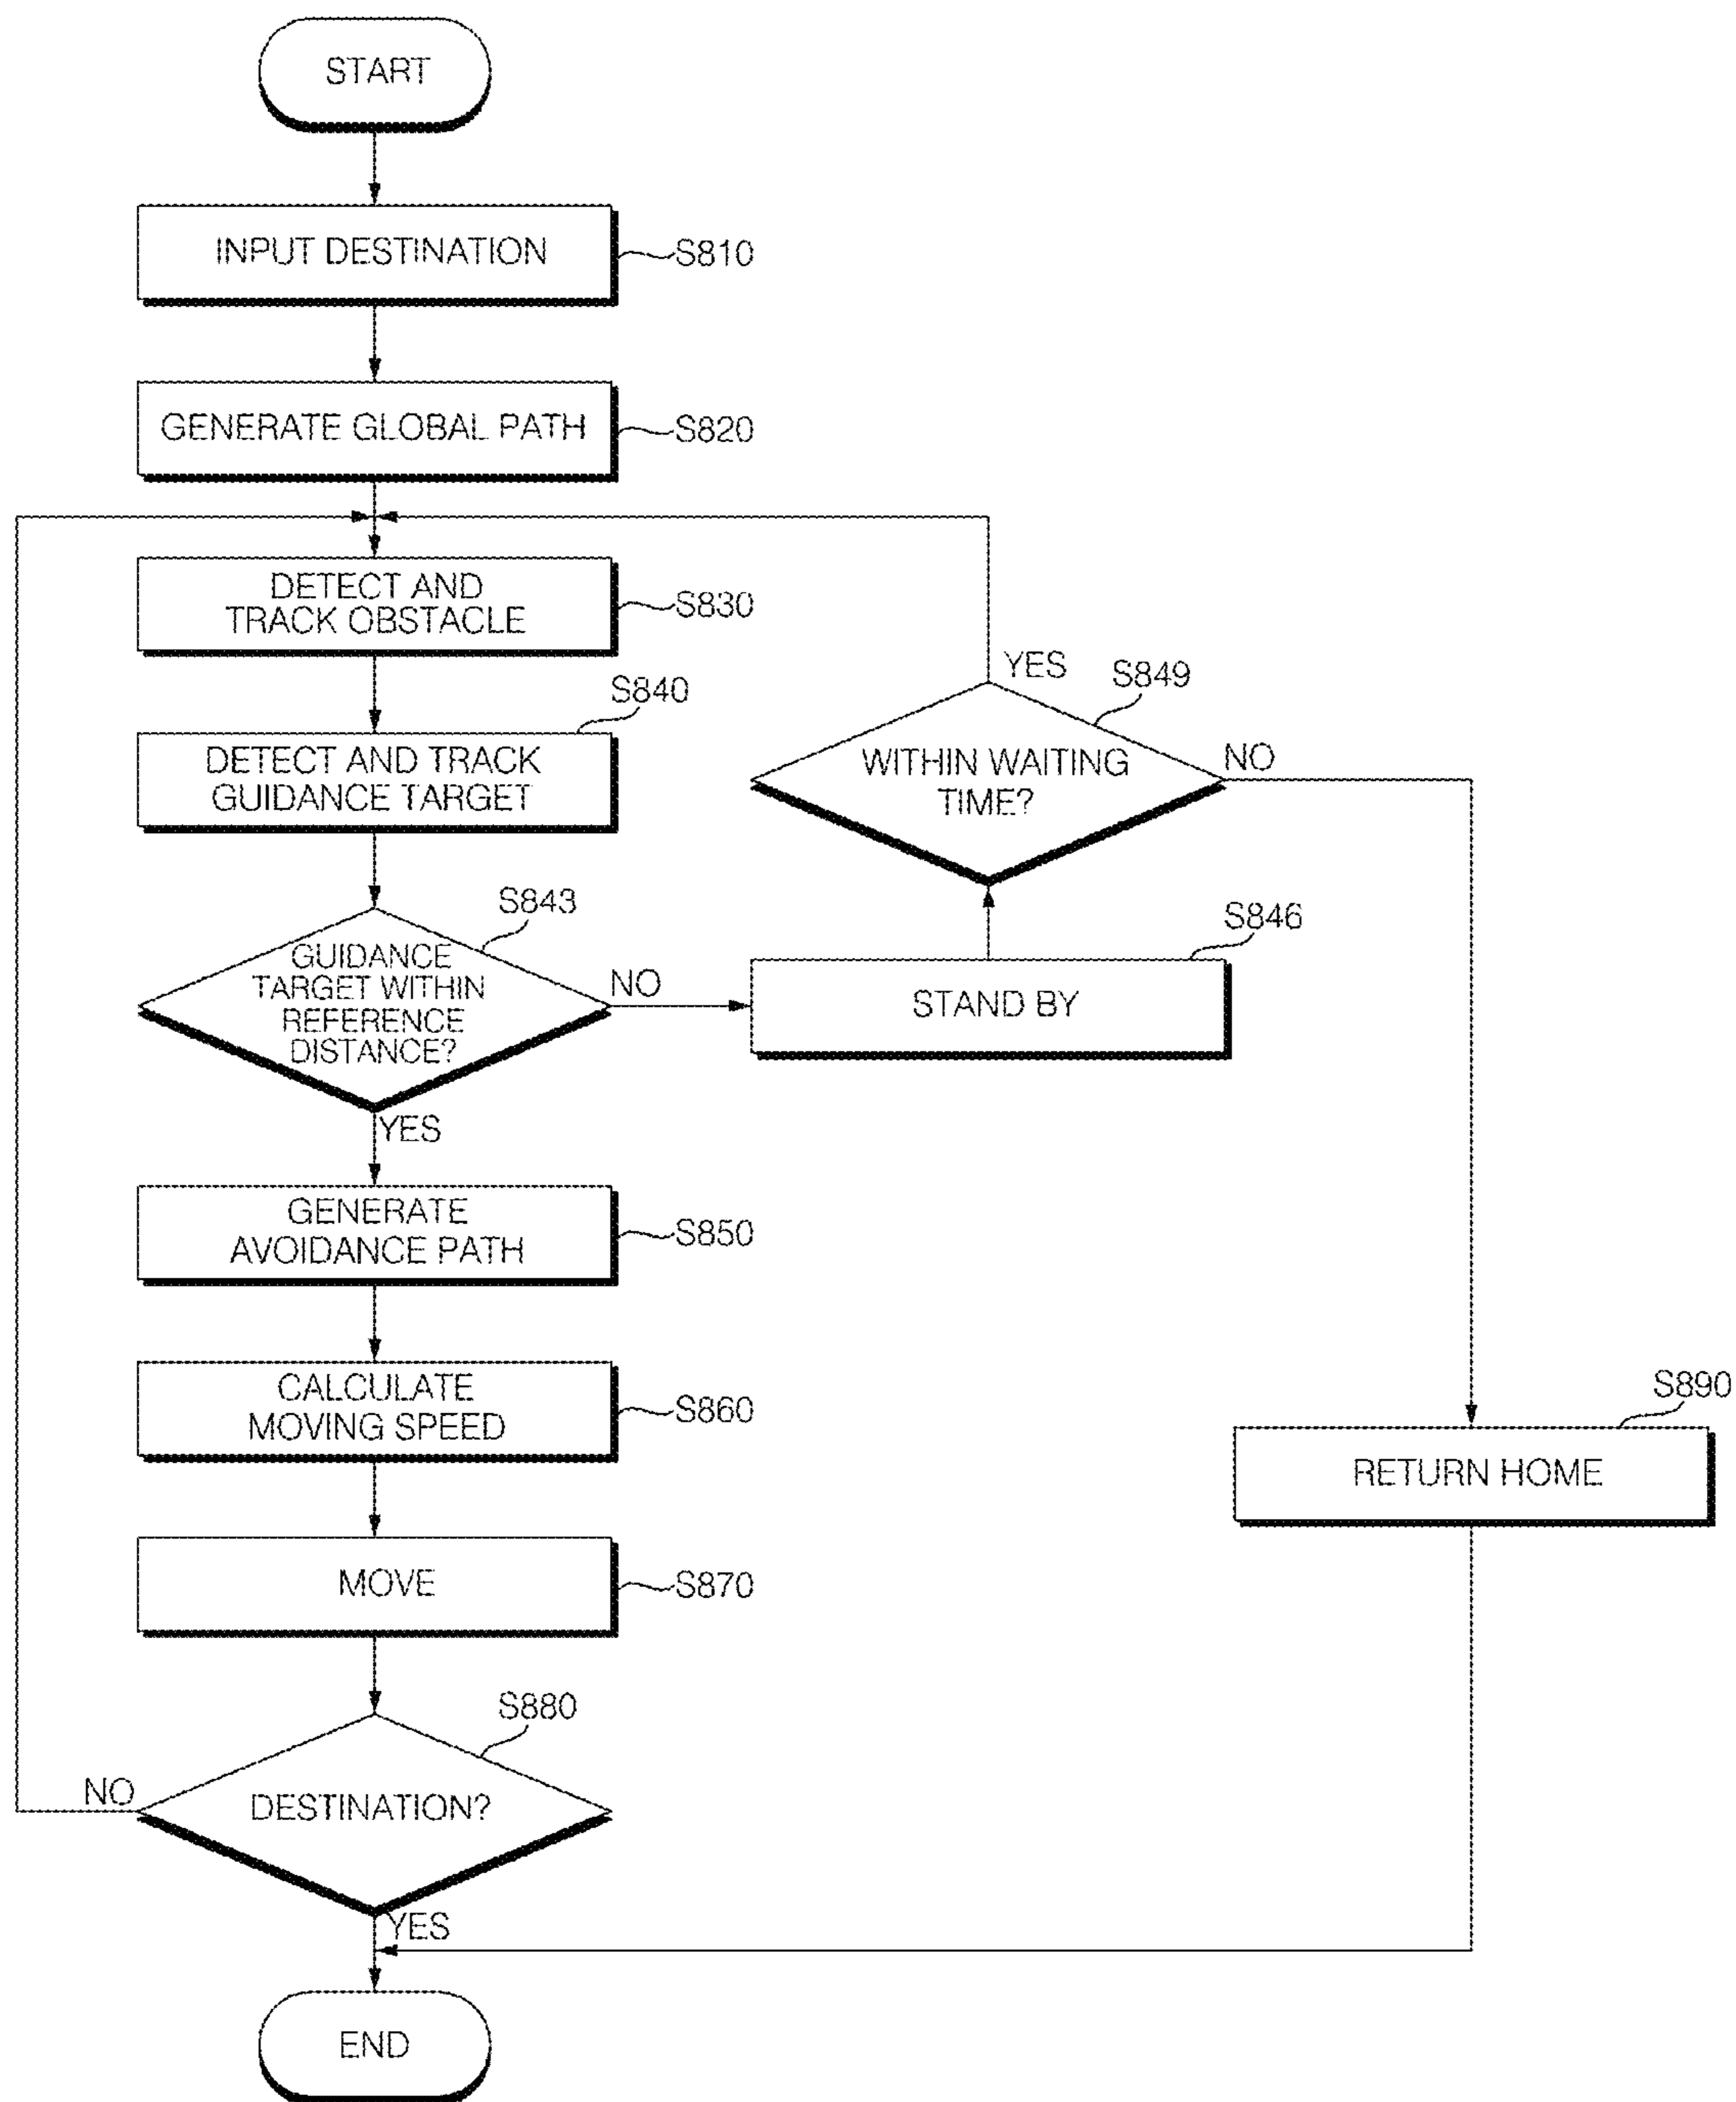 START
INPUT DESTINATION
S810
GENERATE GLOBAL PATH
S820
DETECT AND
TRACK OBSTACLE
S830
S840
DETECT AND TRACK
GUIDANCE TARGET
YES
S849
WITHIN WAITING
TIME?
NO
S843
GUIDANCE
TARGET WITHIN
REFERENCE
DISTANCE?
NO
S846
STAND BY
YES
GENERATE
AVOIDANCE PATH
S850
CALCULATE
MOVING SPEED
S860
S890
RETURN HOME
MOVE
S870
S880
NO
DESTINATION?
YES
END